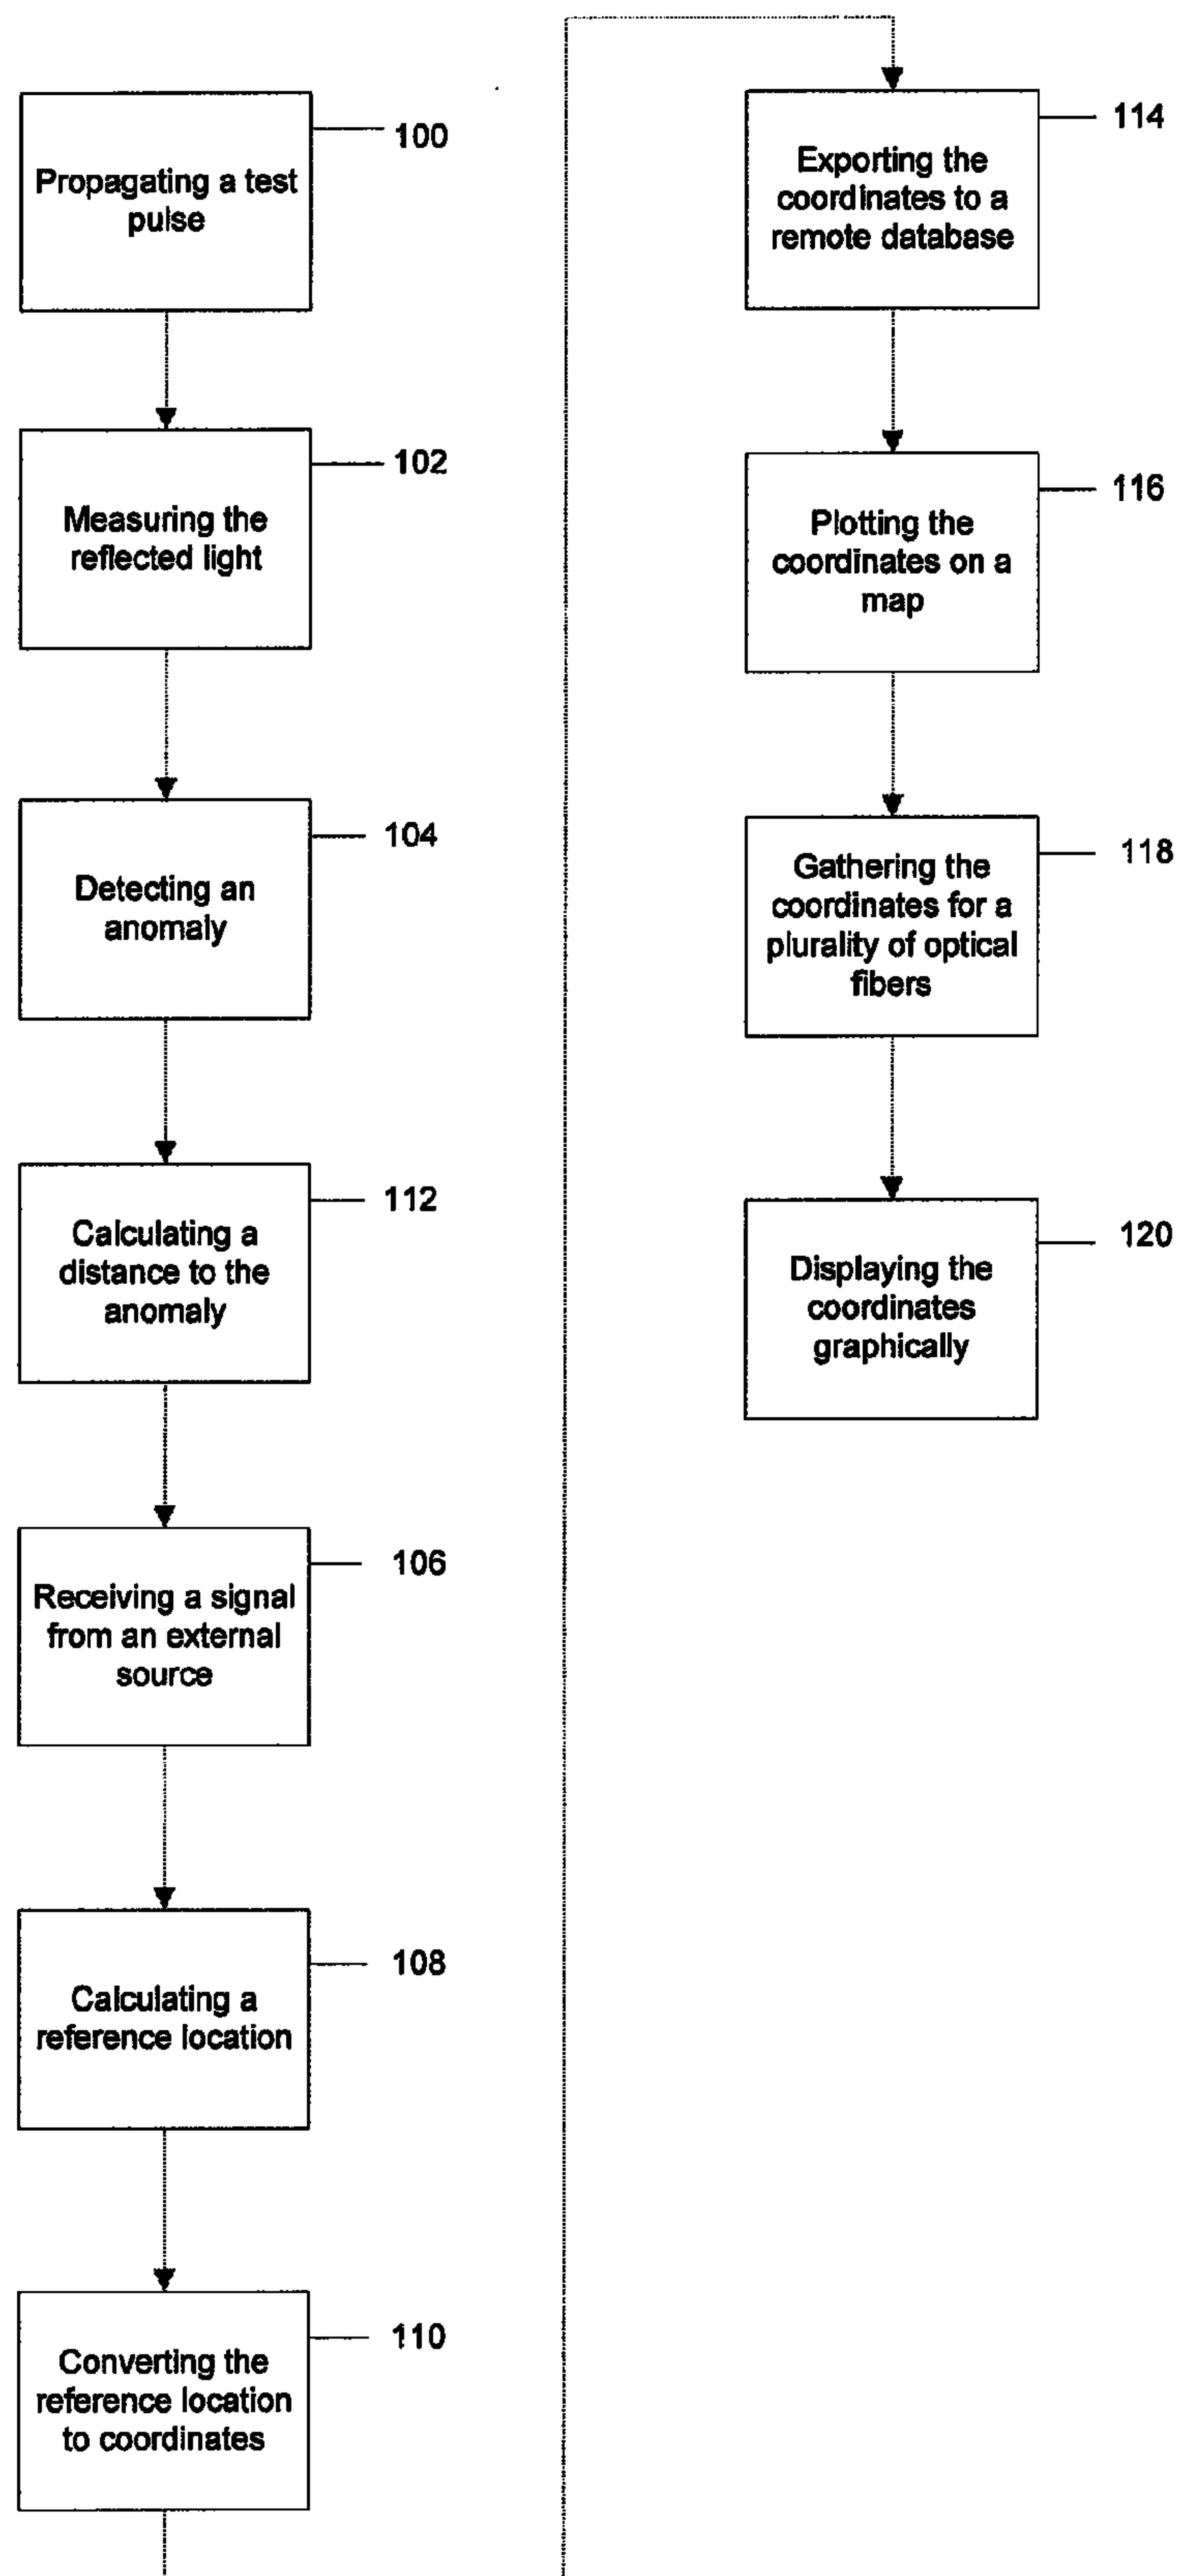 Propagating a test
pulse
100
Measuring the
reflected light
102
Detecting an
anomaly
104
Calculating a
distance to the
anomaly
112
Receiving a signal
from an external
source
106
Calculating a
reference location
108
Converting the
reference location
to coordinates
110
Exporting the
coordinates to a
remote database
114
Plotting the
coordinates on a
map
116
Gathering the
coordinates for a
plurality of optical
fibers
118
Displaying the
coordinates
graphically
120